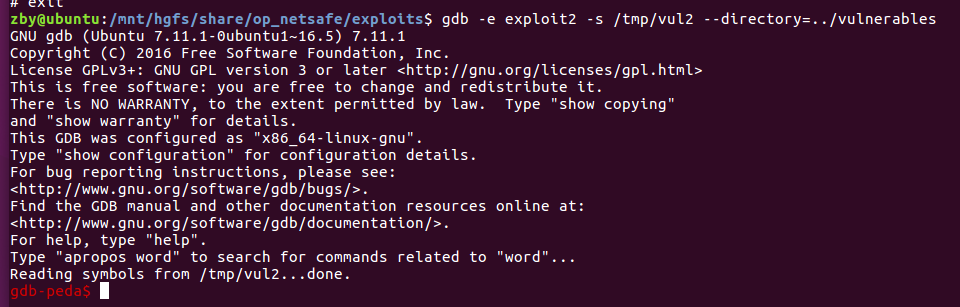 # exit
zby@ubuntu:/mnt/hgfs/share/op_netsafe/exploits$ gdb -e exploit2 -s /tmp/vul2 --directory=../vulnerables
GNU gdb (Ubuntu 7.11.1-0ubuntu1~16.5) 7.11.1
Copyright (C) 2016 Free Software Foundation, Inc.
License GPLv3+: GNU GPL version 3 or later <http://gnu.org/licenses/gpl.html>
This is free software: you are free to change and redistribute it.
There is NO WARRANTY, to the extent permitted by law.  Type "show copying"
and "show warranty" for details.
This GDB was configured as "x86_64-linux-gnu".
Type "show configuration" for configuration details.
For bug reporting instructions, please see:
<http://www.gnu.org/software/gdb/bugs/>.
Find the GDB manual and other documentation resources online at:
<http://www.gnu.org/software/gdb/documentation/>.
For help, type "help".
Type "apropos word" to search for commands related to "word"...
Reading symbols from /tmp/vul2...done.
gdb-peda$